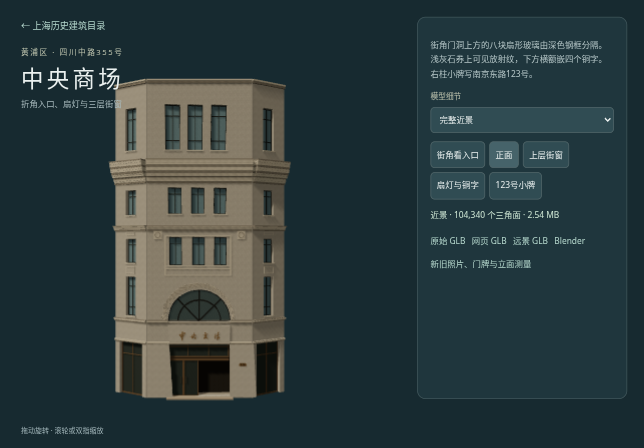 ← 上海历史建筑目录
黄浦区 · 四川中路355号
中央商场
折角入口、扇灯与三层街窗
拖动旋转 · 滚轮或双指缩放
街角门洞上方的八块扇形玻璃由深色钢框分隔。
浅灰石券上可见放射纹，下方横额嵌四个铜字。
右柱小牌写南京东路123号。
模型细节
完整近景
街角看入口
正面
上层街窗
扇灯与铜字
123号小牌
近景 · 104,340 个三角面 · 2.54 MB
原始 GLB 网页 GLB 远景 GLB Blender
新旧照片、门牌与立面测量